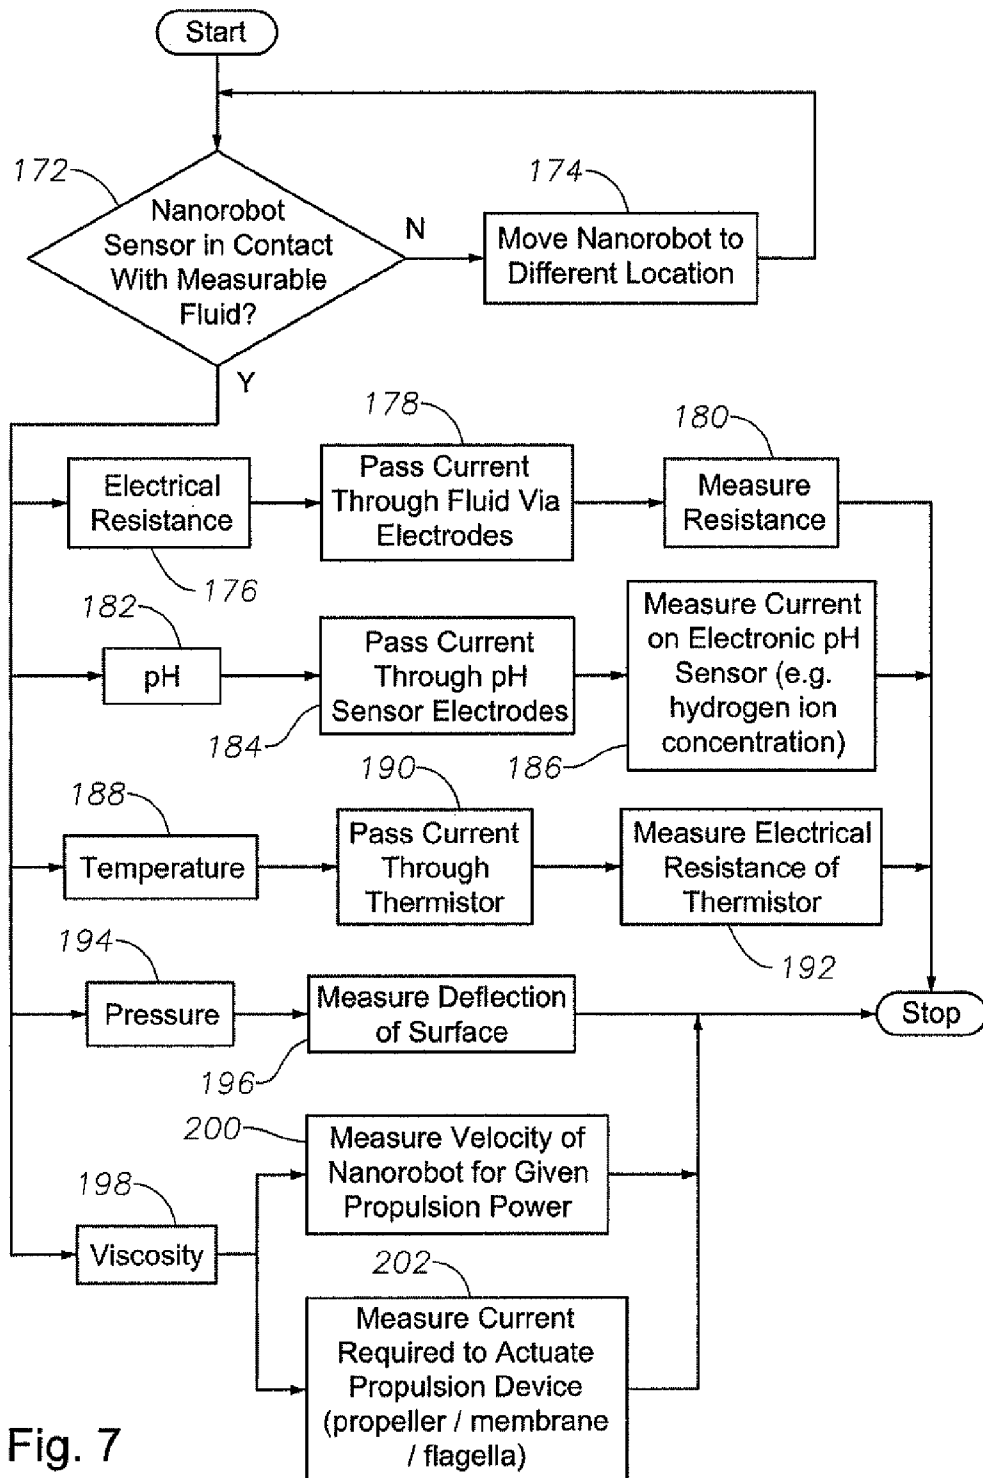 Start
172
Nanorobot
Sensor in Contact
With Measurable
Fluid?
N
174
Move Nanorobot to
Different Location
Y
Electrical
Resistance
176
178
Pass Current
Through Fluid Via
Electrodes
180
Measure
Resistance
182
pH
Pass Current
Through pH
Sensor Electrodes
184
Measure Current
on Electronic pH
Sensor (e.g.
hydrogen ion
concentration)
186
188
Temperature
190
Pass Current
Through
Thermistor
Measure Electrical
Resistance of
Thermistor
192
194
Pressure
Measure Deflection
of Surface
196
Stop
198
Viscosity
200
Measure Velocity of
Nanorobot for Given
Propulsion Power
202
Measure Current
Required to Actuate
Propulsion Device
(propeller / membrane
/ flagella)
Fig. 7